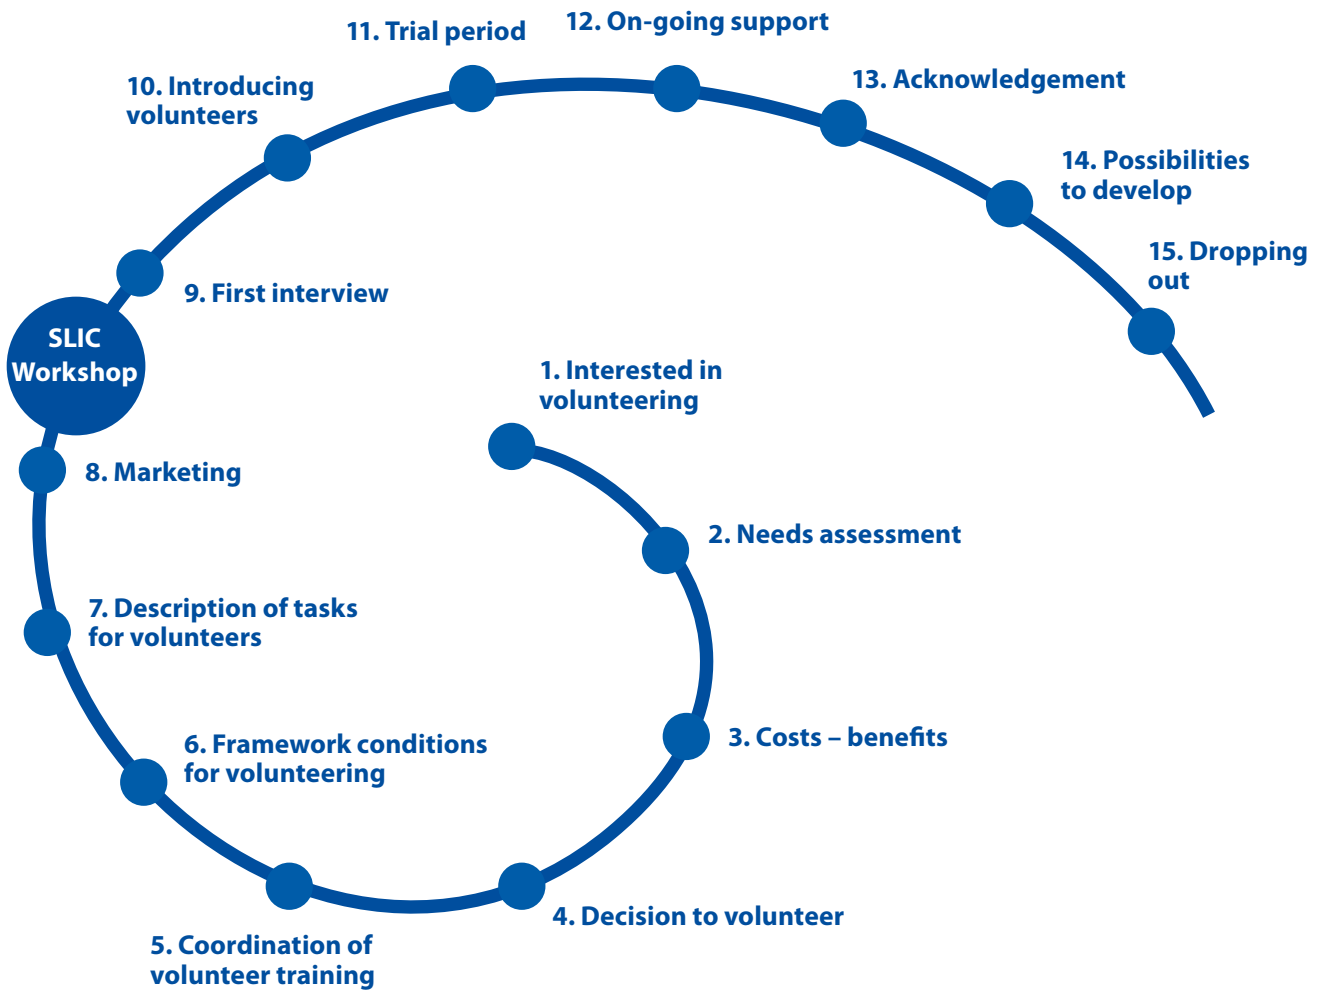 1. Interested in
volunteering
2. Needs assessment
3. Costs – benefits
4. Decision to volunteer
5. Coordination of
volunteer training
6. Framework conditions
for volunteering
7. Description of tasks
for volunteers
8. Marketing
SLIC
Workshop
9. First interview
10. Introducing
volunteers
11. Trial period
12. On-going support
13. Acknowledgement
14. Possibilities
to develop
15. Dropping
out